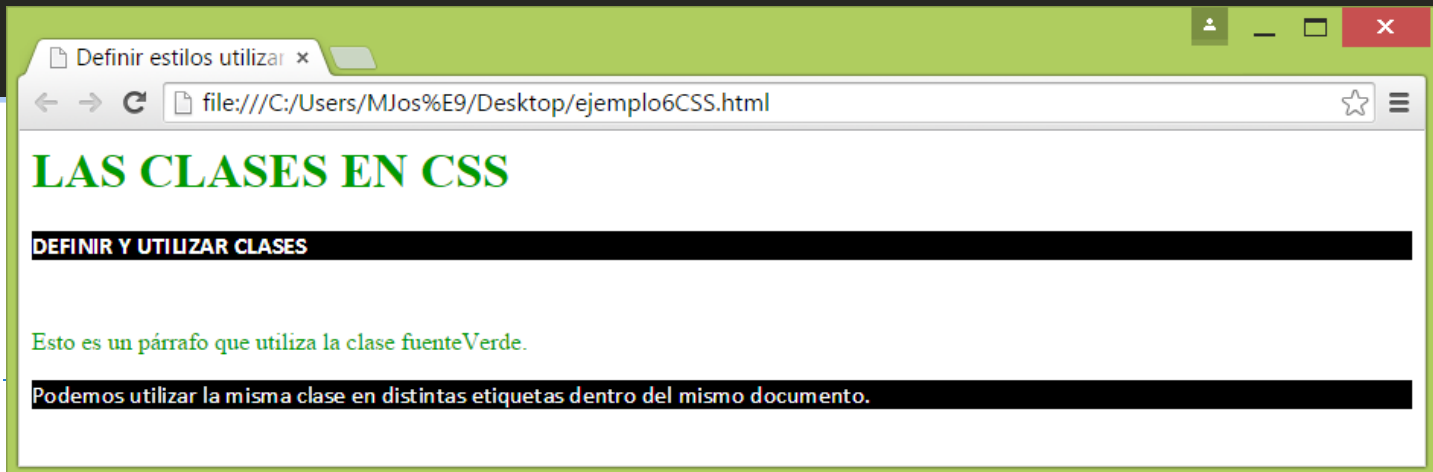 Definir estilos utilizar
file:///C:/Users/MJos%E9/Desktop/ejemplo6CSS.html
LAS CLASES EN CSS
DEFINIR Y UTILIZAR CLASES
Esto es un párrafo que utiliza la clase fuenteVerde.
Podemos utilizar la misma clase en distintas etiquetas dentro del mismo documento.